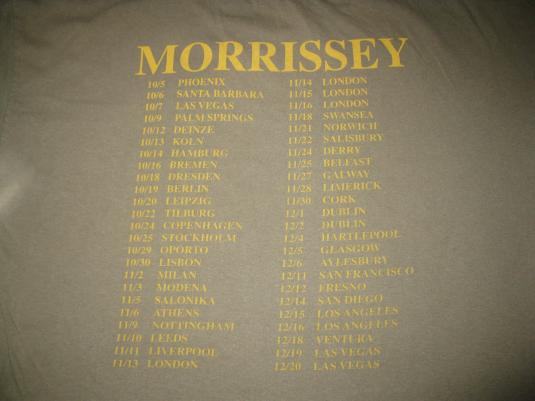 MORRISSEY
10/5 PHOENIX
10/6 SANTA BARBARA
10/7 LAS VEGAS
10/9 PALM SPRINGS
10/12 DEINZE
10/13 KOLN
10/14 HAMBURG
10/16 BREMEN
10/18 DRESDEN
10/19 BERLIN
10/20 LEIPZIG
10/22 TILBURG
10/24 COPENHAGEN
10/25 STOCKHOLM
10/29 OPORTO
10/30 LISBON
11/2 MILAN
11/3 MODENA
11/5 SALONIKA
11/6 ATHENS
11/9 NOTTINGHAM
11/10 LEEDS
11/11 LIVERPOOL
11/13 LONDON
11/14 LONDON
11/15 LONDON
11/16 LONDON
11/18 SWANSEA
11/21 NORWICH
11/22 SALISBURY
11/24 DERRY
11/25 BELFAST
11/27 GALWAY
11/28 LIMERICK
11/30 CORK
12/1 DUBLIN
12/2 DUBLIN
12/4 HARTLEPOOL
12/5 GLASGOW
12/6 AYLESBURY
12/11 SAN FRANCISCO
12/12 FRESNO
12/14 SAN DIEGO
12/15 LOS ANGELES
12/16 LOS ANGELES
12/18 VENTURA
12/19 LAS VEGAS
12/20 LAS VEGAS